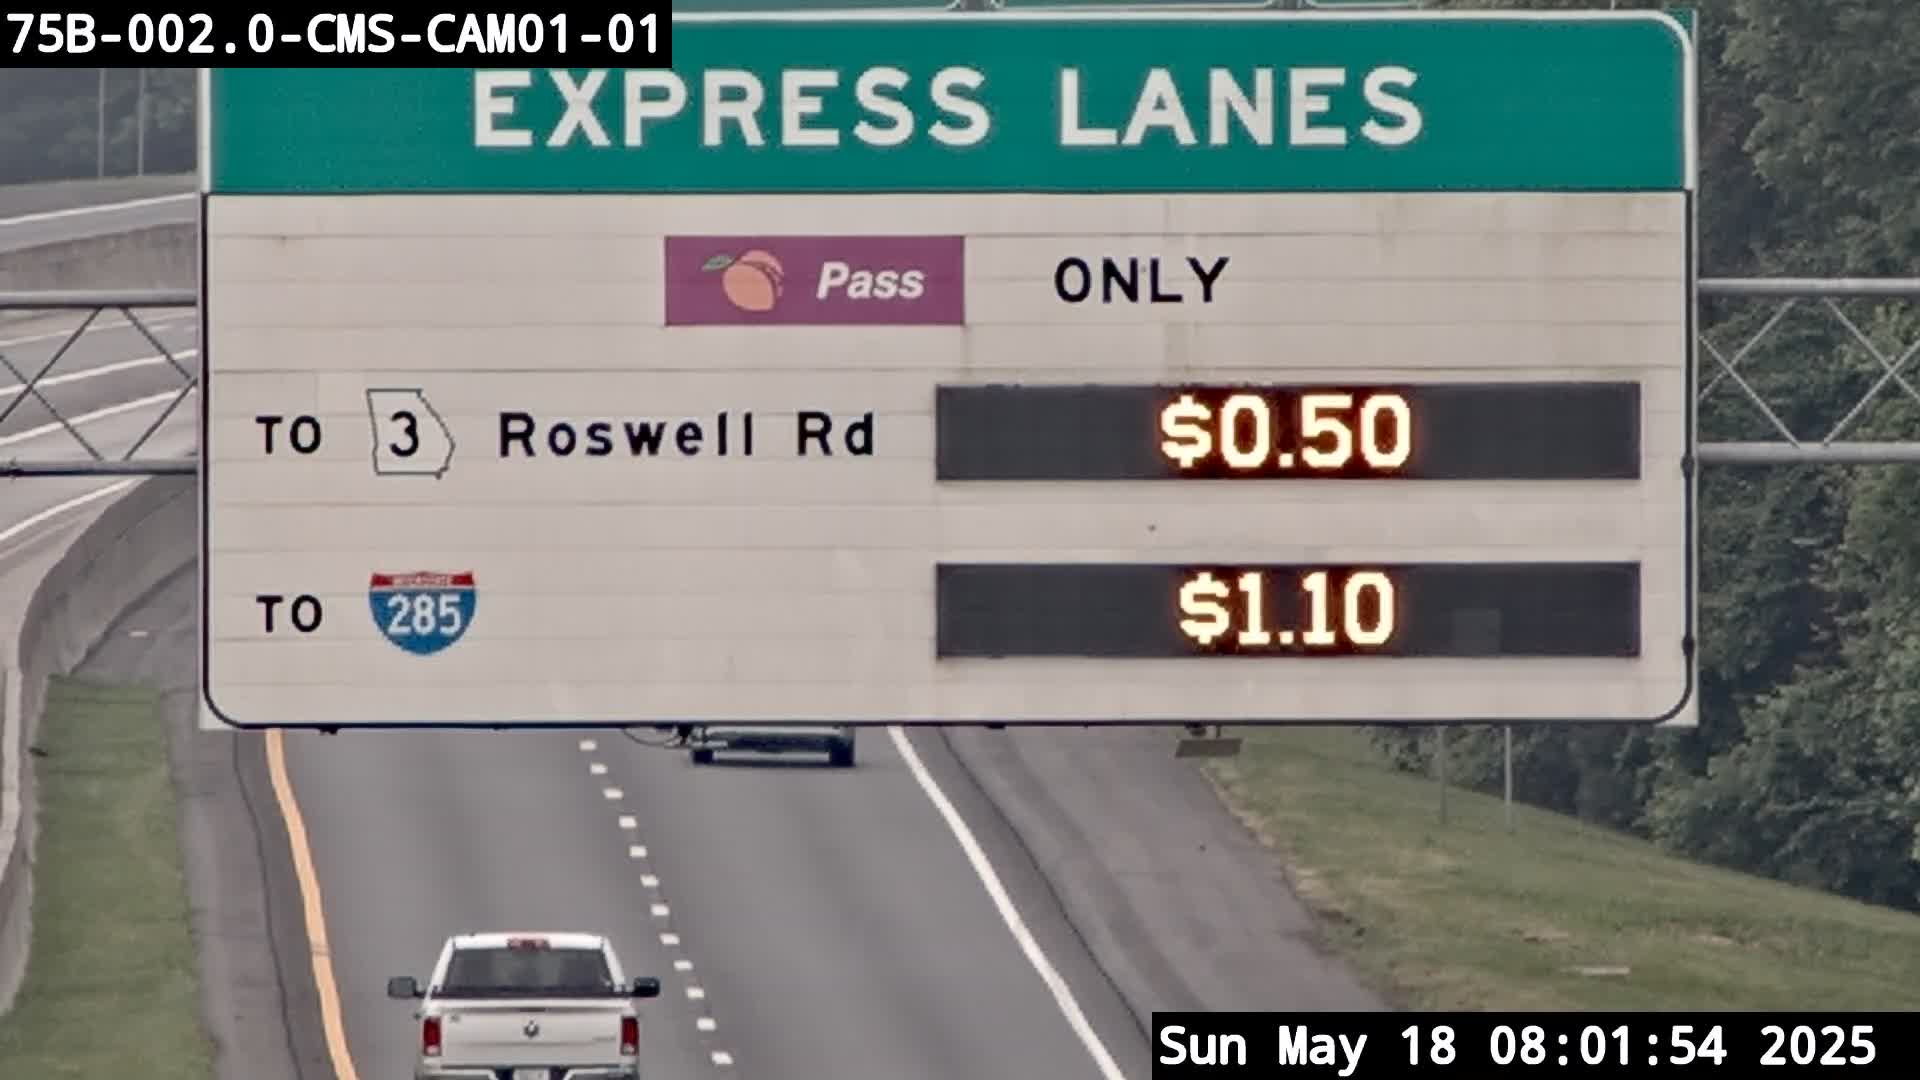 75B-002.0-CMS-CAM01-01
EXPRESS LANES
Pass ONLY
TO 3 Roswell Rd $0.50
TO INTERSTATE 285 $1.10
Sun May 18 08:01:54 2025